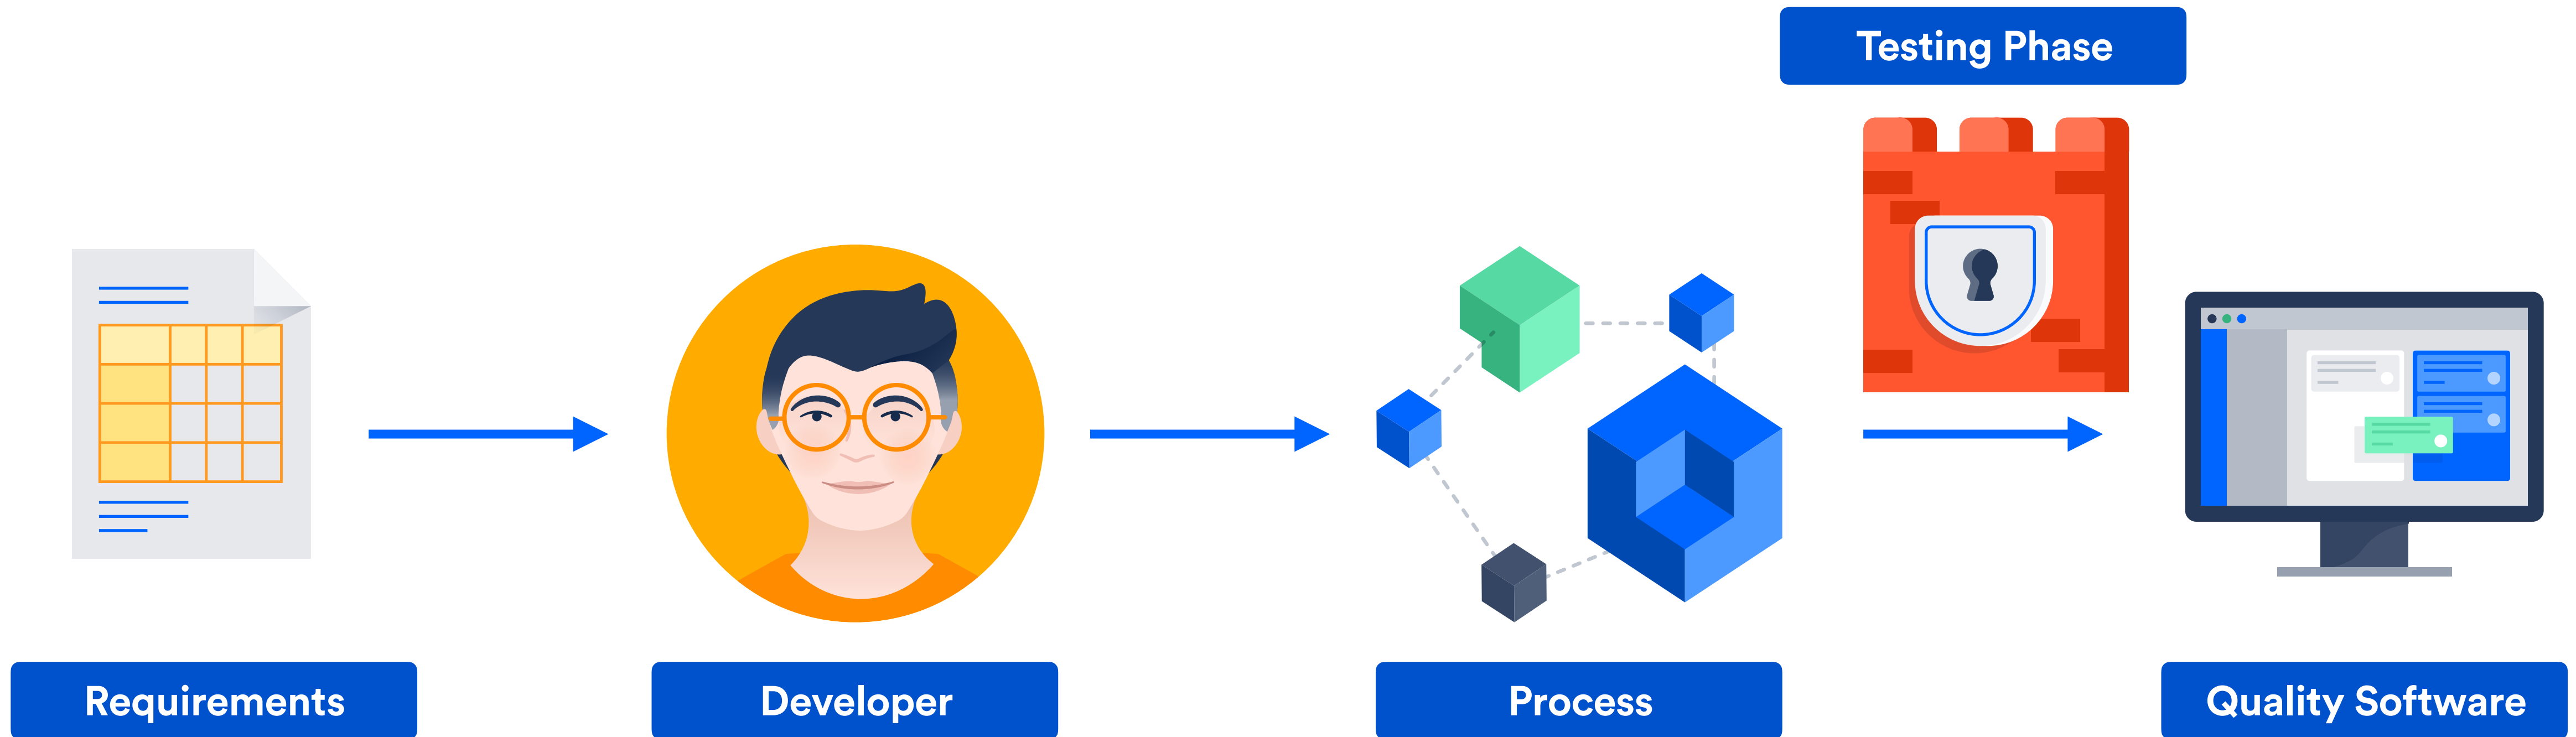 Testing Phase
Requirements
Developer
Process
Quality Software